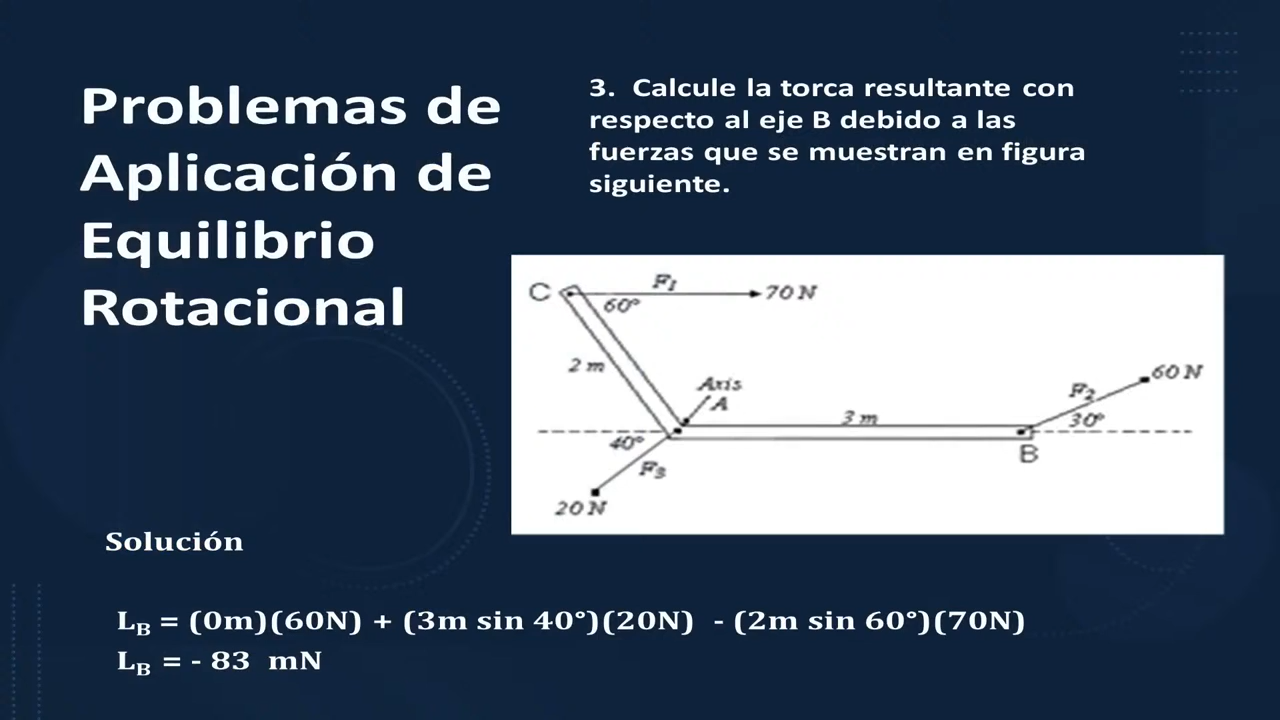 Problemas de
Aplicación de
Equilibrio
Rotacional
3. Calcule la torca resultante con
respecto al eje B debido a las
fuerzas que se muestran en figura
siguiente.
C
F1
70 N
60°
2 m
Axis
A
3 m
F2
60 N
30°
B
40°
F3
20 N
Solución
LB = (0m)(60N) + (3m sin 40°)(20N) - (2m sin 60°)(70N)
LB = - 83 mN